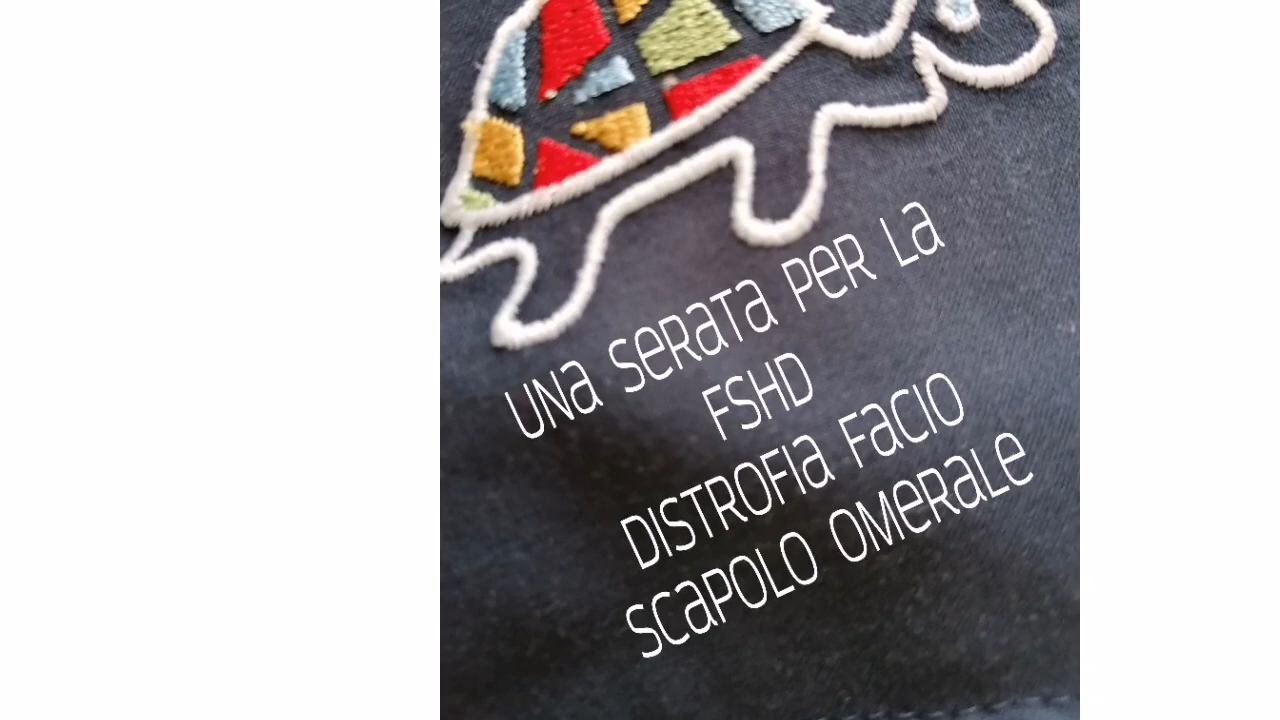 UNA SERATA PER LA
FSHD
DISTROFIA FACIO
SCAPOLO OMERALE